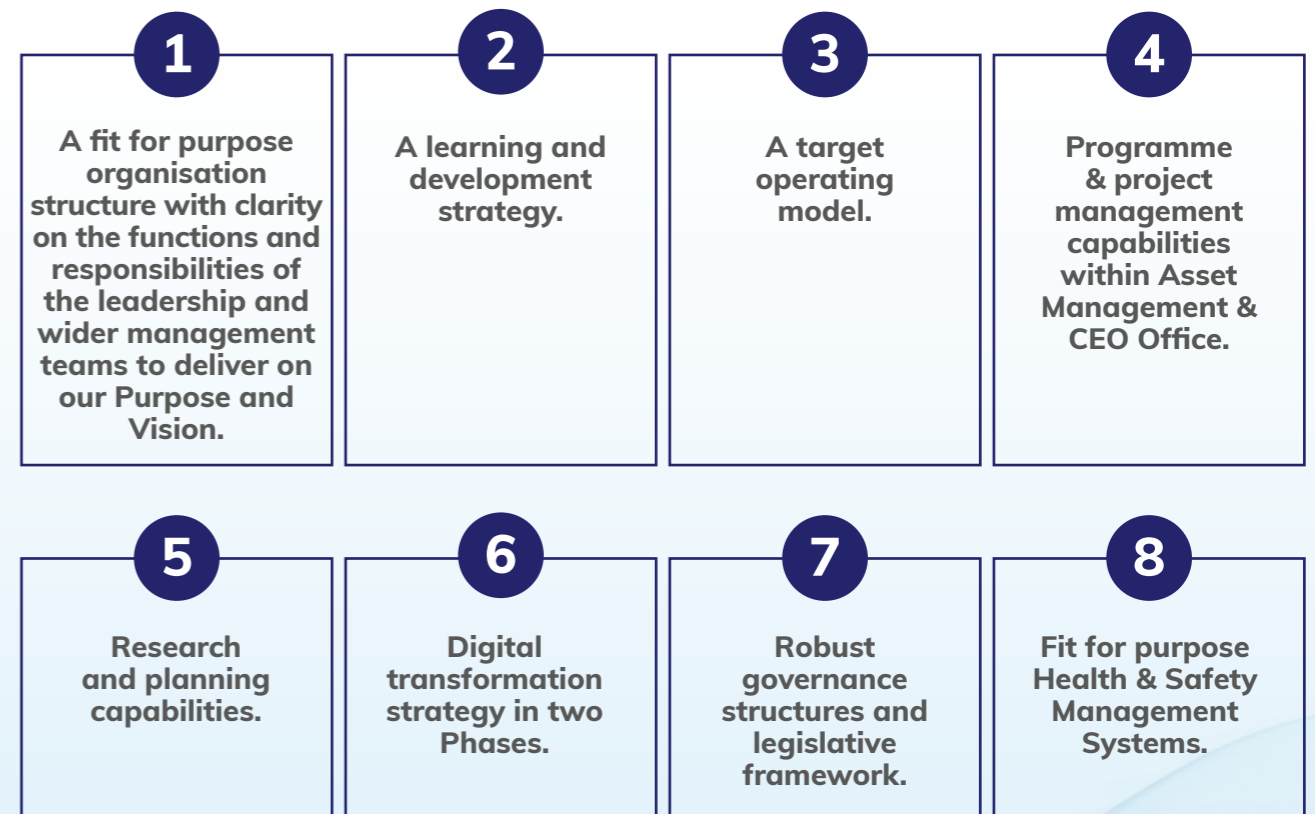 1
A fit for purpose
organisation
structure with clarity
on the functions and
responsibilities of
the leadership and
wider management
teams to deliver on
our Purpose and
Vision.
2
A learning and
development
strategy.
3
A target
operating
model.
4
Programme
& project
management
capabilities
within Asset
Management &
CEO Office.
5
Research
and planning
capabilities.
6
Digital
transformation
strategy in two
Phases.
7
Robust
governance
structures and
legislative
framework.
8
Fit for purpose
Health & Safety
Management
Systems.